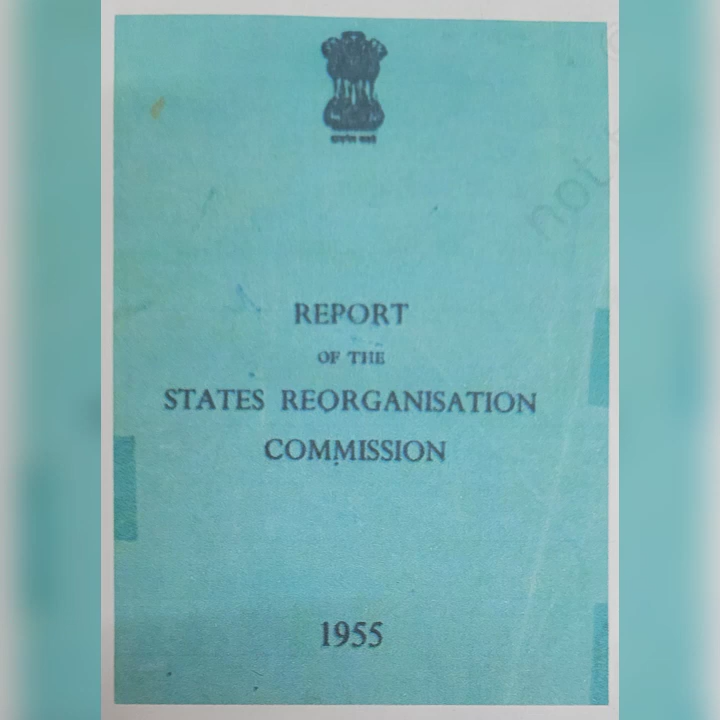 REPORT
OF THE
STATES REORGANISATION
COMMISSION
1955